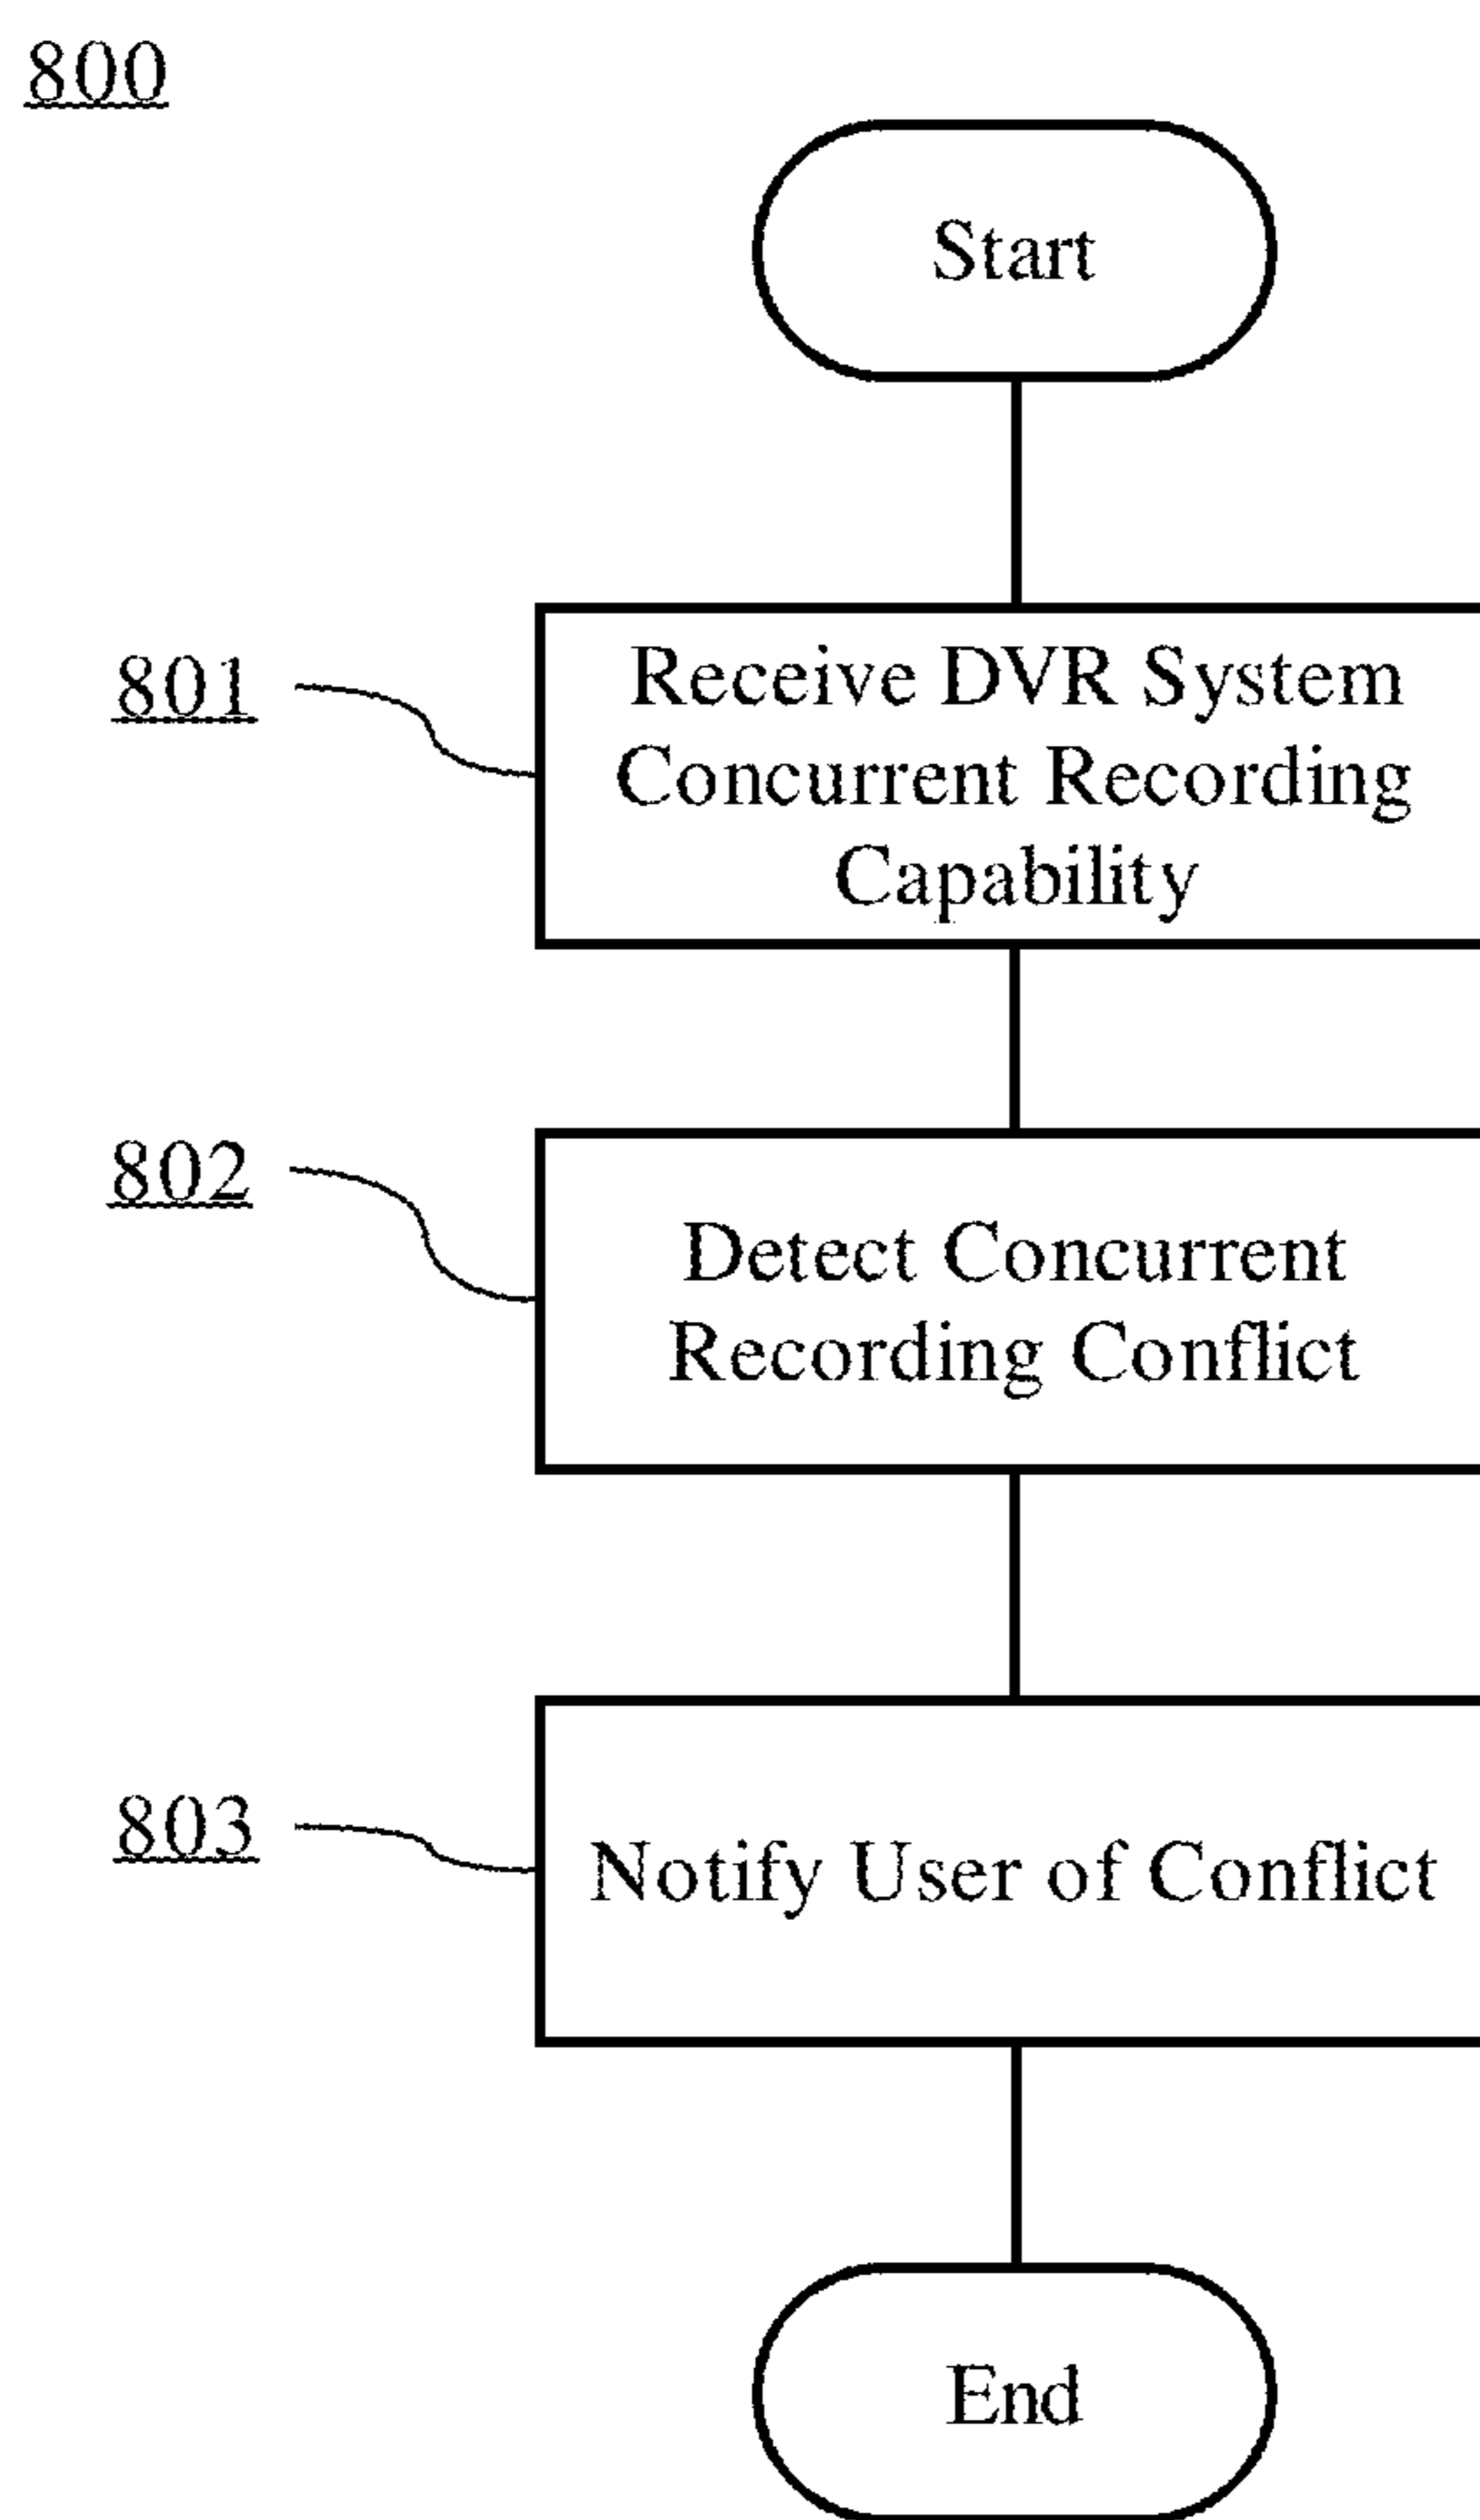 800
Start
801
Receive DVR System
Concurrent Recording
Capability
802
Detect Concurrent
Recording Conflict
803
Notify User of Conflict
End